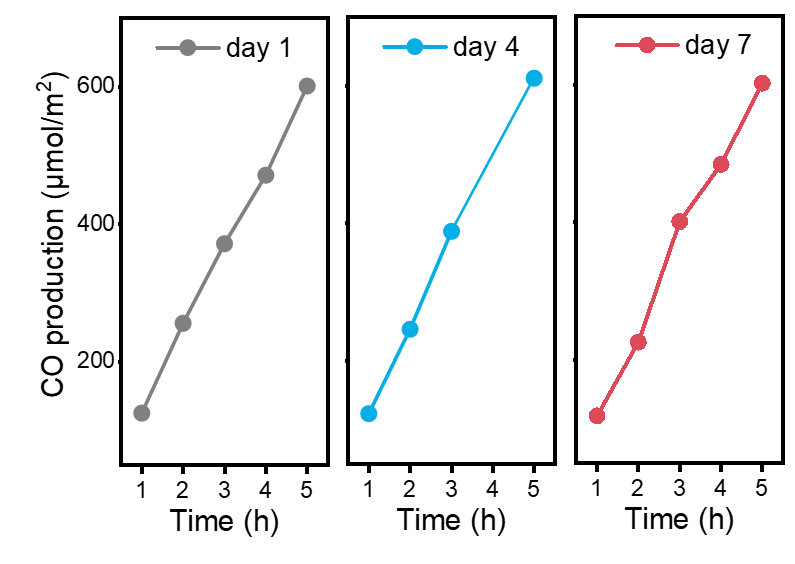 day 1
day 4
day 7
CO production (μmol/m²)
600
400
200
1 2 3 4 5
1 2 3 4 5
1 2 3 4 5
Time (h)
Time (h)
Time (h)